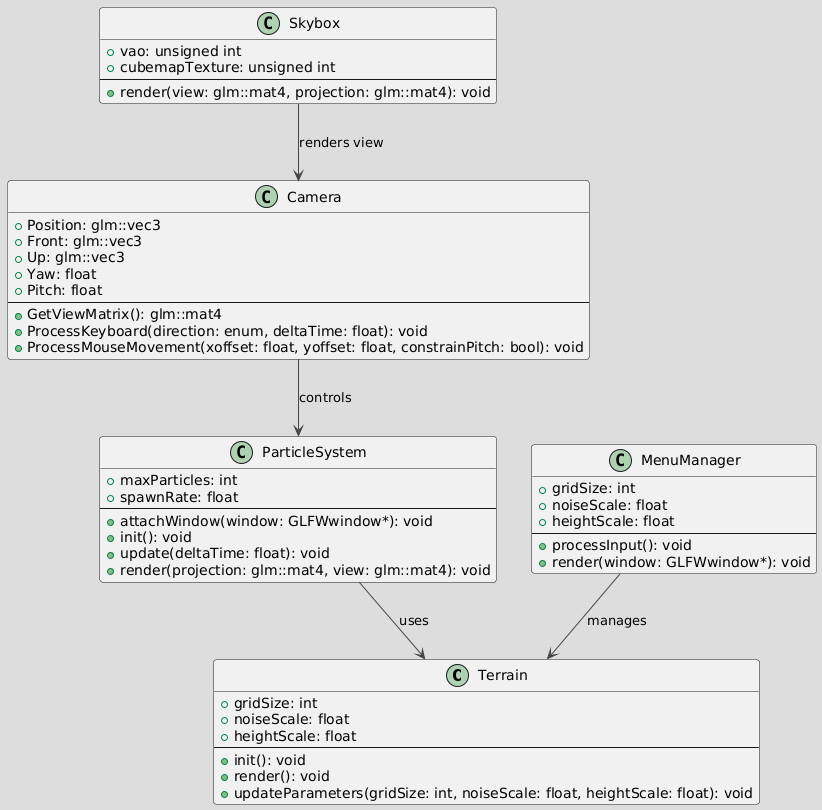 C Skybox
vao: unsigned int
cubemapTexture: unsigned int
render(view: glm::mat4, projection: glm::mat4): void
renders view
C Camera
Position: glm::vec3
Front: glm::vec3
Up: glm::vec3
Yaw: float
Pitch: float
GetViewMatrix(): glm::mat4
ProcessKeyboard(direction: enum, deltaTime: float): void
ProcessMouseMovement(xoffset: float, yoffset: float, constrainPitch: bool): void
controls
C ParticleSystem
maxParticles: int
spawnRate: float
attachWindow(window: GLFWwindow*): void
init(): void
update(deltaTime: float): void
render(projection: glm::mat4, view: glm::mat4): void
C MenuManager
gridSize: int
noiseScale: float
heightScale: float
processInput(): void
render(window: GLFWwindow*): void
uses
manages
C Terrain
gridSize: int
noiseScale: float
heightScale: float
init(): void
render(): void
updateParameters(gridSize: int, noiseScale: float, heightScale: float): void